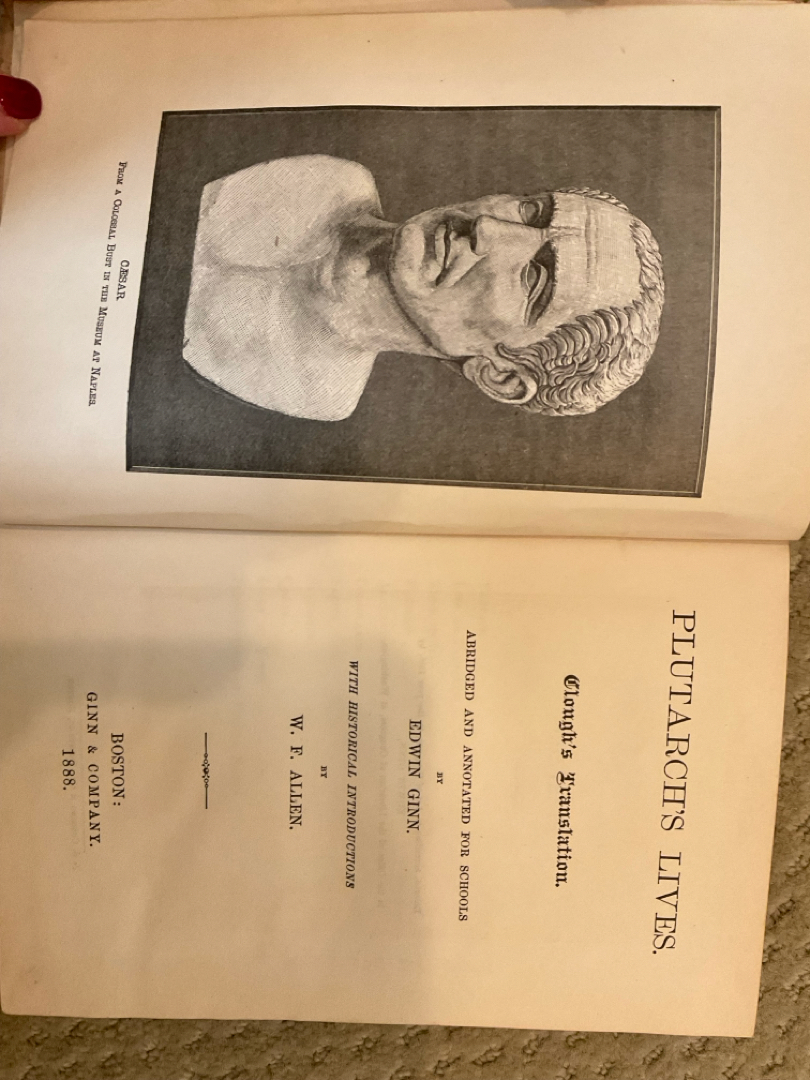 CÆSAR
FROM A COLOSSAL BUST IN THE MUSEUM AT NAPLES.
PLUTARCH'S LIVES.
Clough's Translation.
ABRIDGED AND ANNOTATED FOR SCHOOLS
BY
EDWIN GINN.
WITH HISTORICAL INTRODUCTIONS
BY
W. F. ALLEN.
BOSTON:
GINN & COMPANY.
1888.